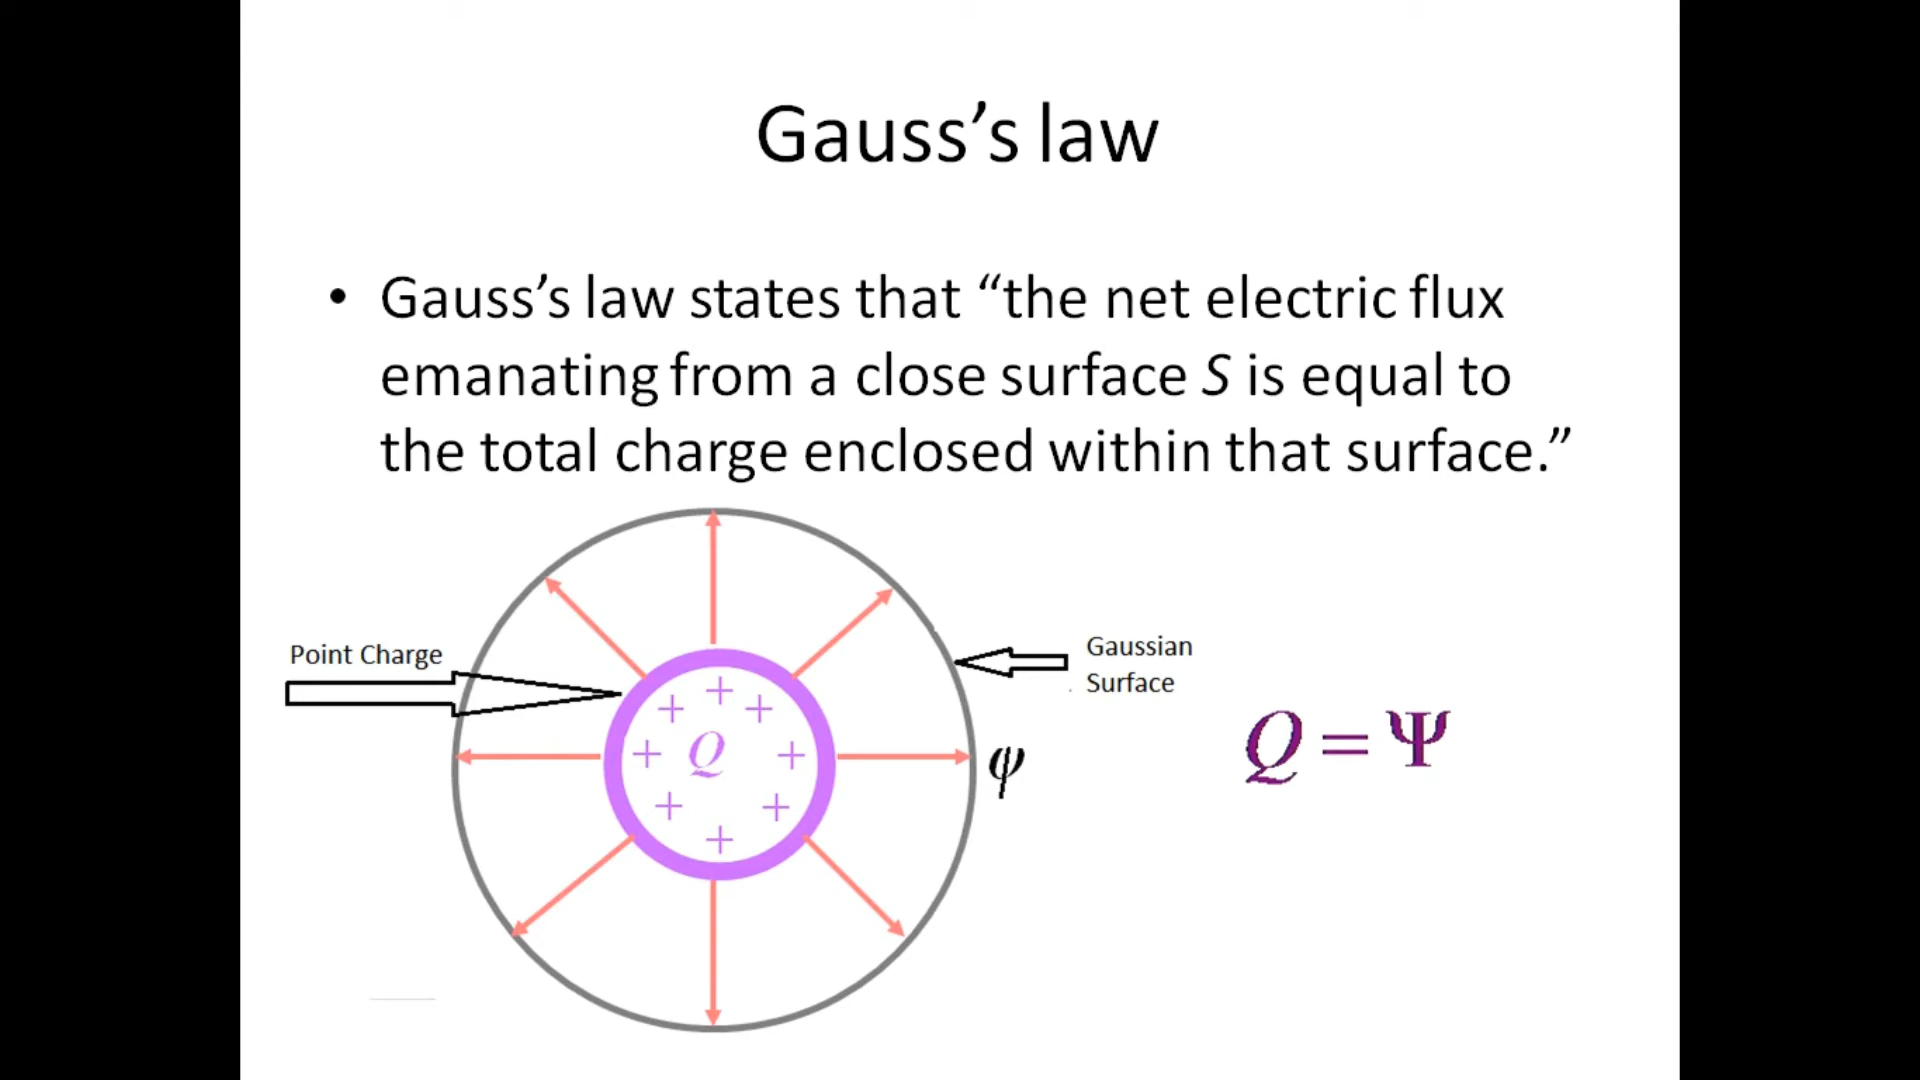 Gauss’s law
• Gauss’s law states that “the net electric flux
emanating from a close surface S is equal to
the total charge enclosed within that surface.”
Point Charge
Gaussian
Surface
+
+ +
+ Q +
+ +
+
ψ
Q = Ψ